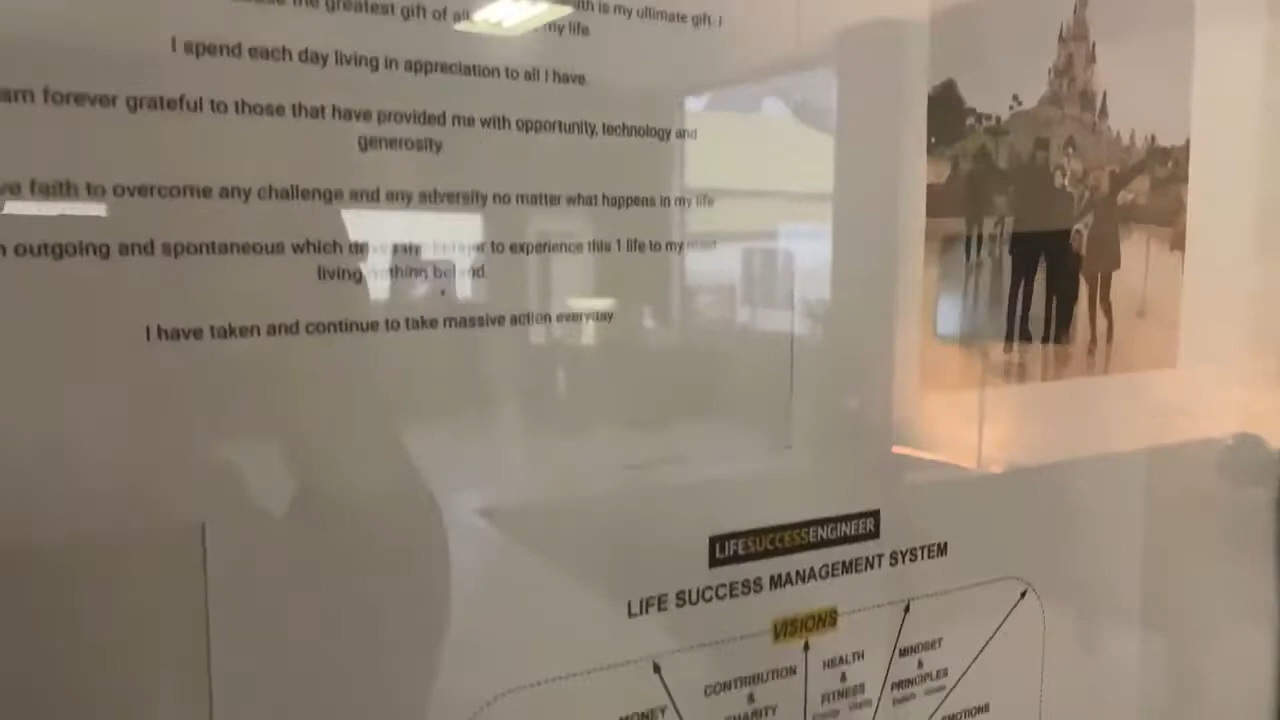 the greatest gift of all is my ultimate gift. I
my life
I spend each day living in appreciation to all I have.
am forever grateful to those that have provided me with opportunity, technology and
generosity
faith to overcome any challenge and any adversity no matter what happens in my life
outgoing and spontaneous which to experience this 1 life to my most
living
I have taken and continue to take massive action everyday
LIFESUCCESSENGINEER
LIFE SUCCESS MANAGEMENT SYSTEM
VISIONS
MONEY CONTRIBUTION HEALTH MINDSET
& & &
FITNESS PRINCIPLES